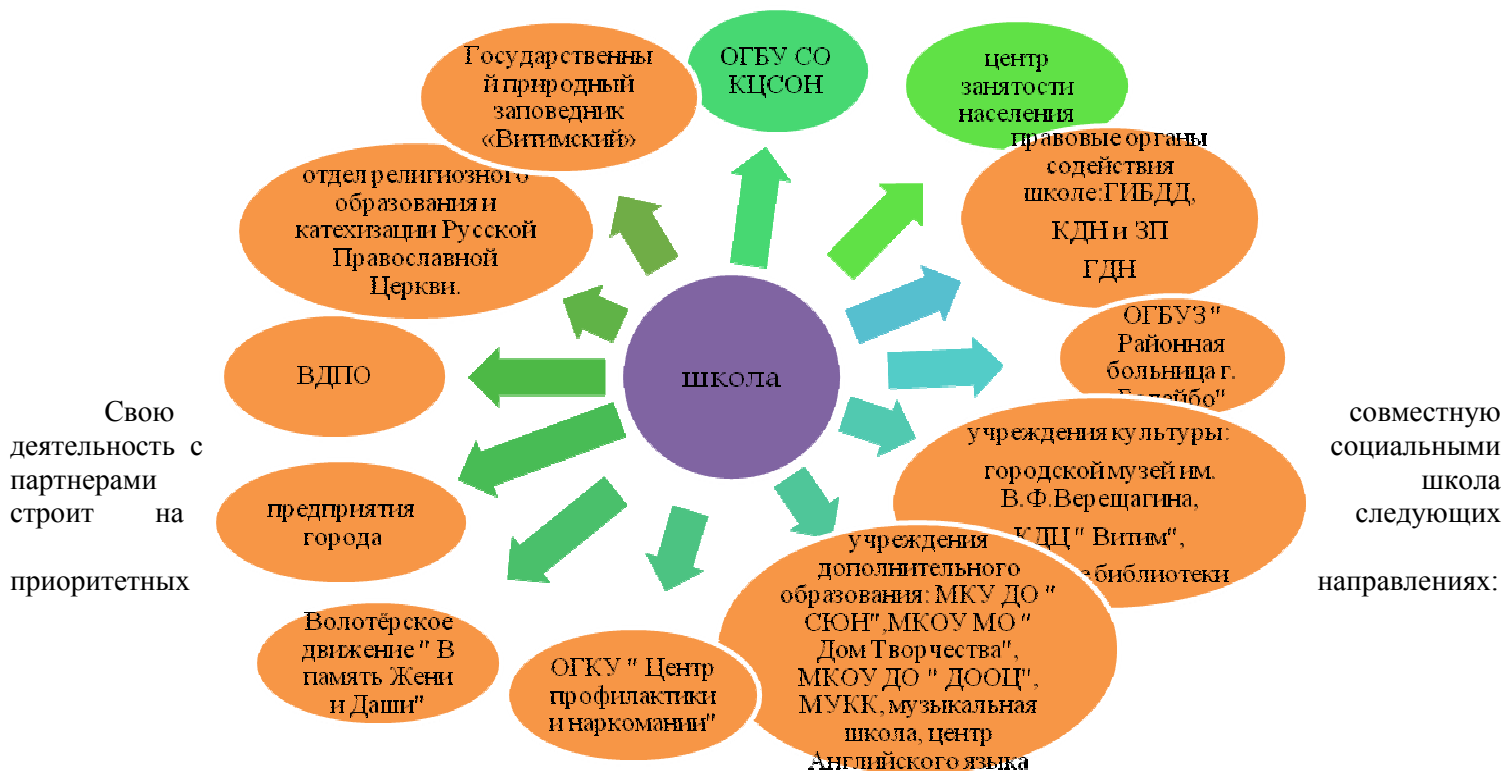 Государственны
й природный
заповедник
«Витимский»
ОГБУ СО
КЦСОН
центр
занятости
населения
правовые органы
содействия
школе:ГИБДД,
КДН и ЗП
ГДН
отдел религиозного
образования и
катехизации Русской
Православной
Церкви.
ОГБУЗ "
Районная
больница г.
ВДПО
школа
Свою совместную
деятельность с социальными
партнерами школа
строит на следующих
приоритетных направлениях:
учреждения культуры:
городской музей им.
В.Ф.Верещагина,
КДЦ " Витим",
библиотеки
предприятия
города
учреждения
дополнительного
образования: МКУ ДО "
СЮН",МКОУ МО "
Дом Творчества",
МКОУ ДО " ДООЦ",
МУКК, музыкальная
школа, центр
Английского языка
Волотёрское
движение " В
память Жени
и Даши"
ОГКУ " Центр
профилактики
и наркомании"